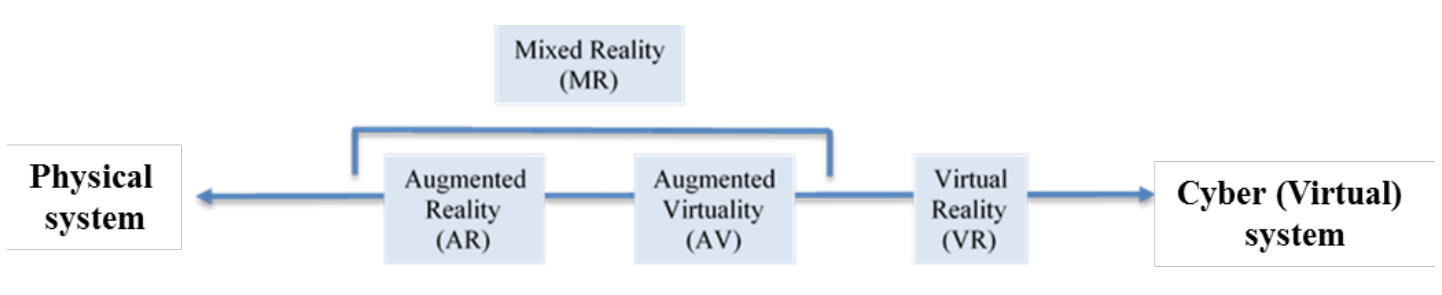 Mixed Reality
(MR)
Physical
system
Augmented
Reality
(AR)
Augmented
Virtuality
(AV)
Virtual
Reality
(VR)
Cyber (Virtual)
system